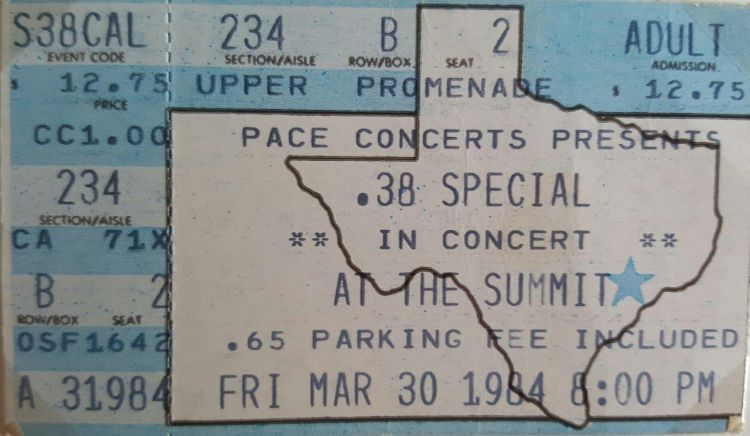 S38CAL 234 B 2 ADULT
EVENT CODE SECTION/AISLE ROW/BOX SEAT ADMISSION
$ 12.75 UPPER PROMENADE $ 12.75
PRICE
CC1.00 PACE CONCERTS PRESENTS
234 .38 SPECIAL
SECTION/AISLE
CA 71X ** IN CONCERT **
B 2 AT THE SUMMIT
ROW/BOX SEAT
OSF1642 .65 PARKING FEE INCLUDED
A 31984 FRI MAR 30 1984 8:00 PM